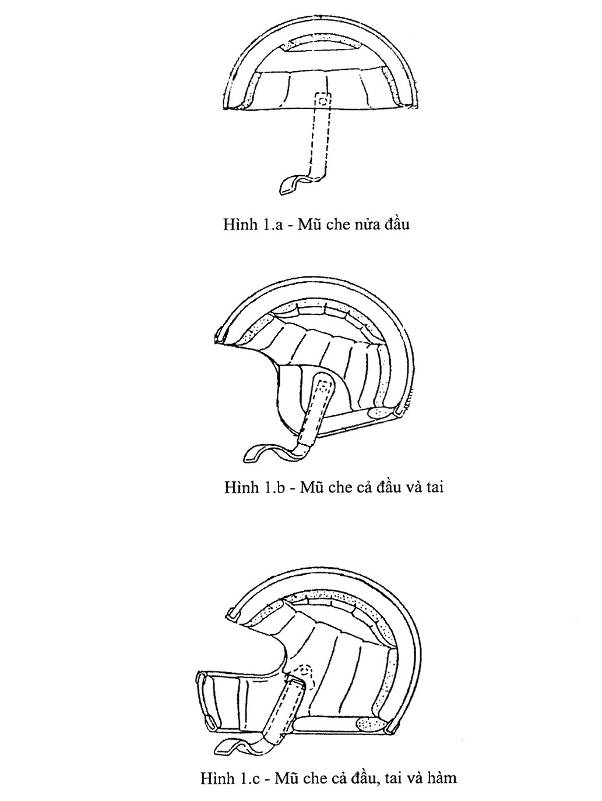 Hình 1.a - Mũ che nửa đầu
Hình 1.b - Mũ che cả đầu và tai
Hình 1.c - Mũ che cả đầu, tai và hàm